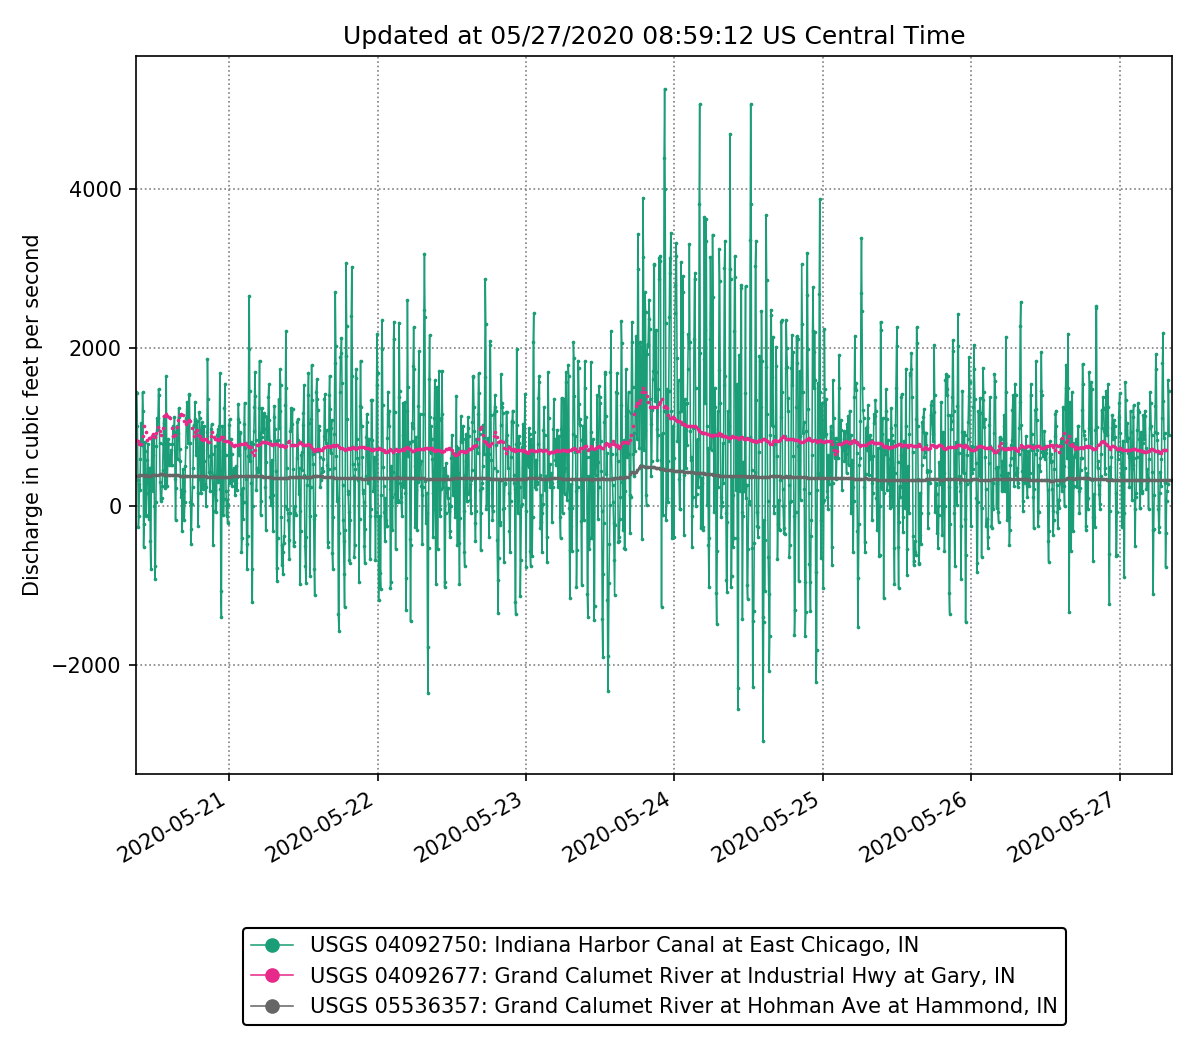 Updated at 05/27/2020 08:59:12 US Central Time
Discharge in cubic feet per second
4000
2000
0
−2000
2020-05-21
2020-05-22
2020-05-23
2020-05-24
2020-05-25
2020-05-26
2020-05-27
USGS 04092750: Indiana Harbor Canal at East Chicago, IN
USGS 04092677: Grand Calumet River at Industrial Hwy at Gary, IN
USGS 05536357: Grand Calumet River at Hohman Ave at Hammond, IN